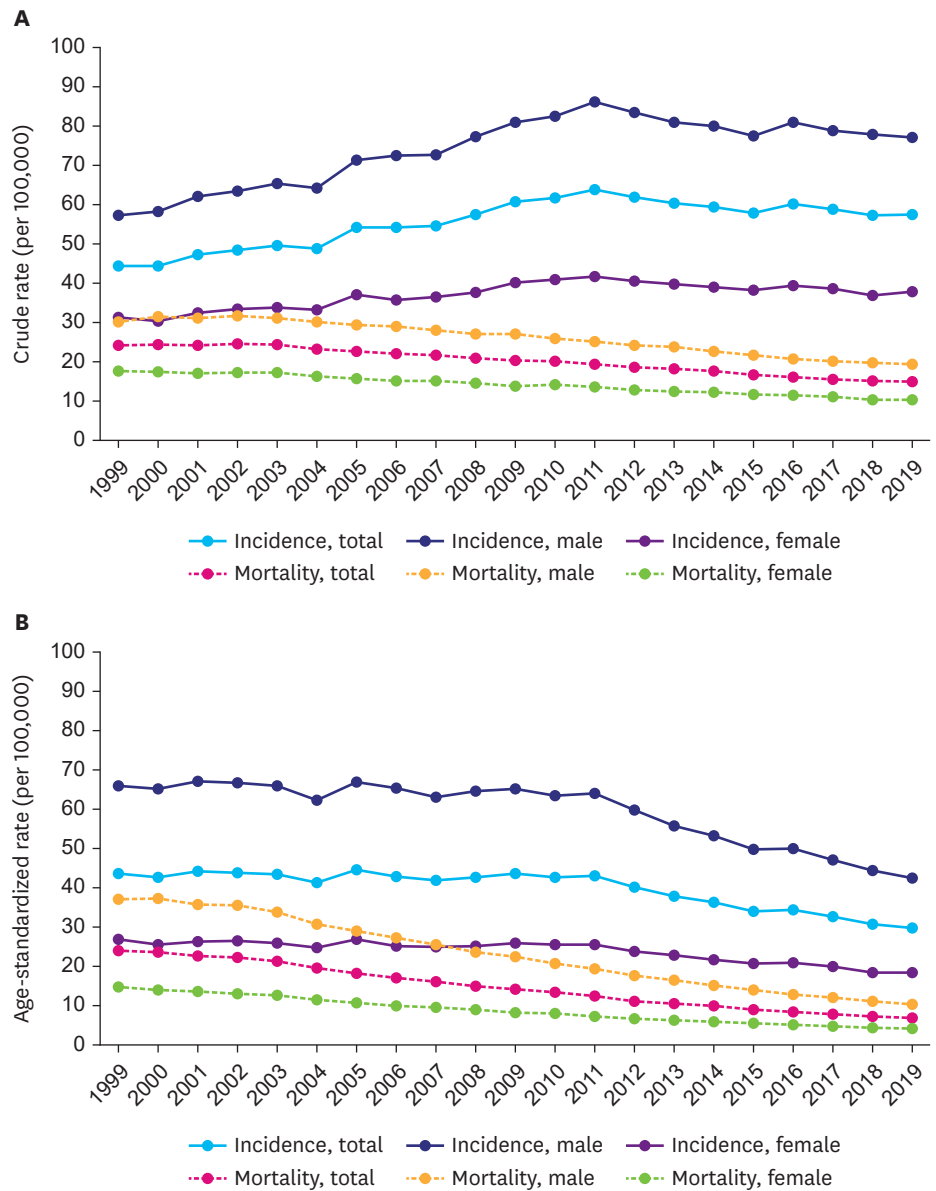 A
Crude rate (per 100,000)
100
90
80
70
60
50
40
30
20
10
0
1999 2000 2001 2002 2003 2004 2005 2006 2007 2008 2009 2010 2011 2012 2013 2014 2015 2016 2017 2018 2019
Incidence, total Incidence, male Incidence, female
Mortality, total Mortality, male Mortality, female
B
Age-standardized rate (per 100,000)
100
90
80
70
60
50
40
30
20
10
0
1999 2000 2001 2002 2003 2004 2005 2006 2007 2008 2009 2010 2011 2012 2013 2014 2015 2016 2017 2018 2019
Incidence, total Incidence, male Incidence, female
Mortality, total Mortality, male Mortality, female